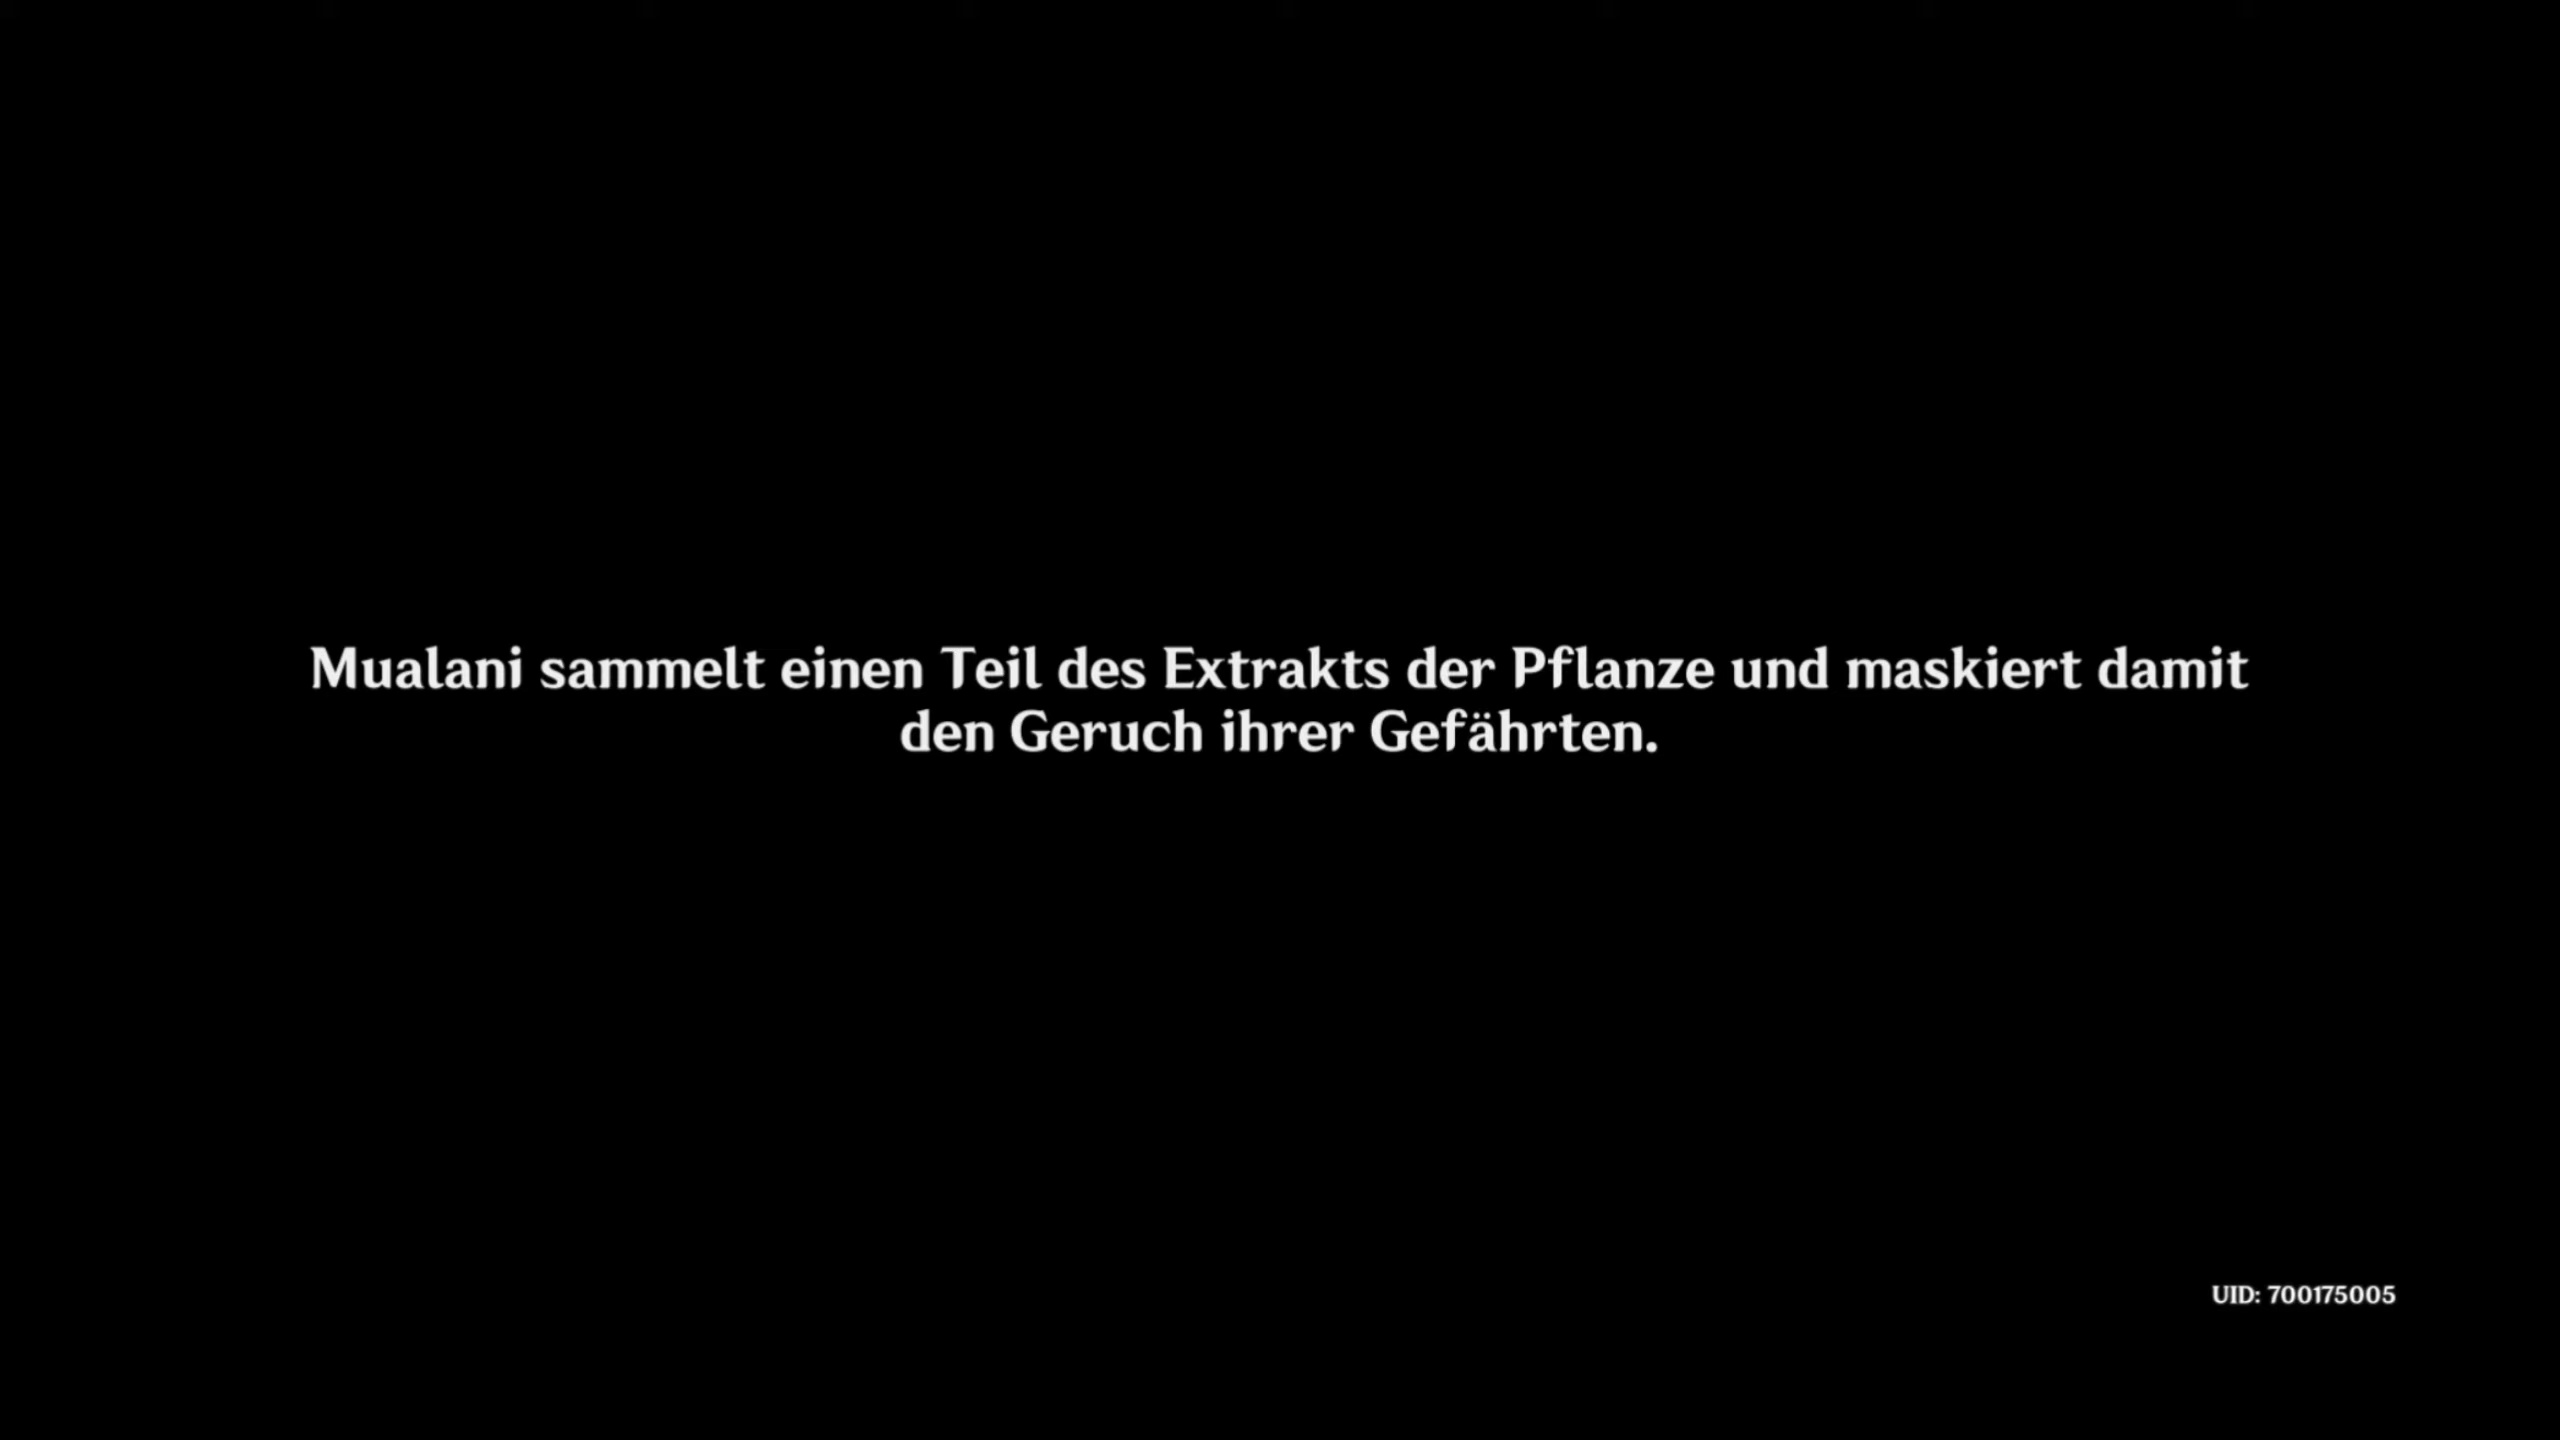 Mualani sammelt einen Teil des Extrakts der Pflanze und maskiert damit
den Geruch ihrer Gefährten.
UID: 700175005